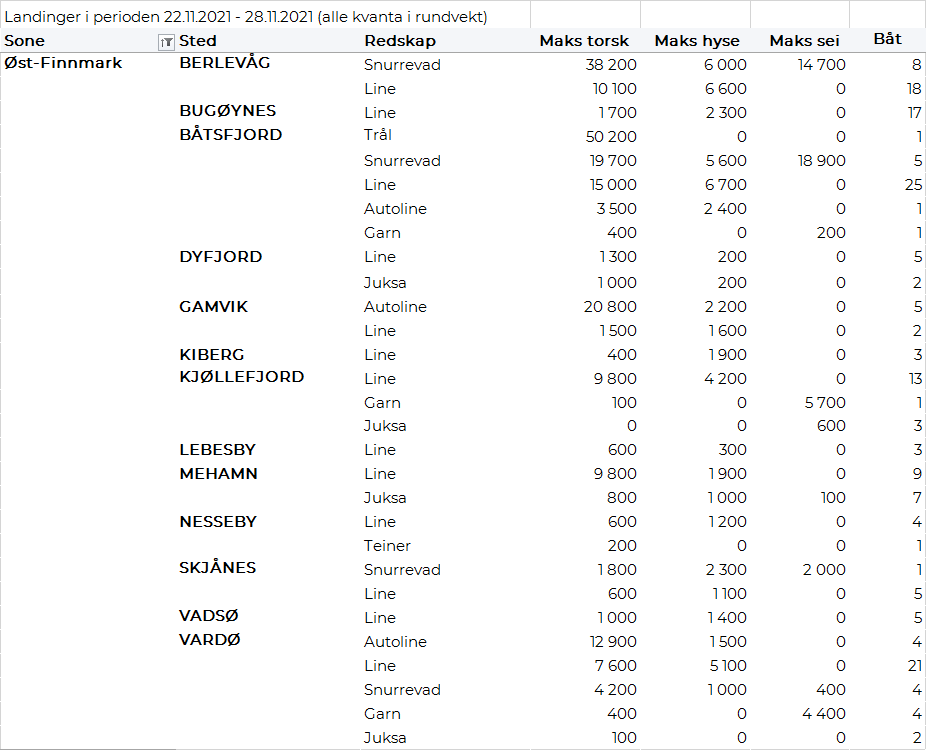 Landinger i perioden 22.11.2021 - 28.11.2021 (alle kvanta i rundvekt)
Sone Sted Redskap Maks torsk Maks hyse Maks sei Båt
Øst-Finnmark BERLEVÅG Snurrevad 38 200 6 000 14 700 8
Line 10 100 6 600 0 18
BUGØYNES Line 1 700 2 300 0 17
BÅTSFJORD Trål 50 200 0 0 1
Snurrevad 19 700 5 600 18 900 5
Line 15 000 6 700 0 25
Autoline 3 500 2 400 0 1
Garn 400 0 200 1
DYFJORD Line 1 300 200 0 5
Juksa 1 000 200 0 2
GAMVIK Autoline 20 800 2 200 0 5
Line 1 500 1 600 0 2
KIBERG Line 400 1 900 0 3
KJØLLEFJORD Line 9 800 4 200 0 13
Garn 100 0 5 700 1
Juksa 0 0 600 3
LEBESBY Line 600 300 0 3
MEHAMN Line 9 800 1 900 0 9
Juksa 800 1 000 100 7
NESSEBY Line 600 1 200 0 4
Teiner 200 0 0 1
SKJÅNES Snurrevad 1 800 2 300 2 000 1
Line 600 1 100 0 5
VADSØ Line 1 000 1 400 0 5
VARDØ Autoline 12 900 1 500 0 4
Line 7 600 5 100 0 21
Snurrevad 4 200 1 000 400 4
Garn 400 0 4 400 4
Juksa 100 0 0 2